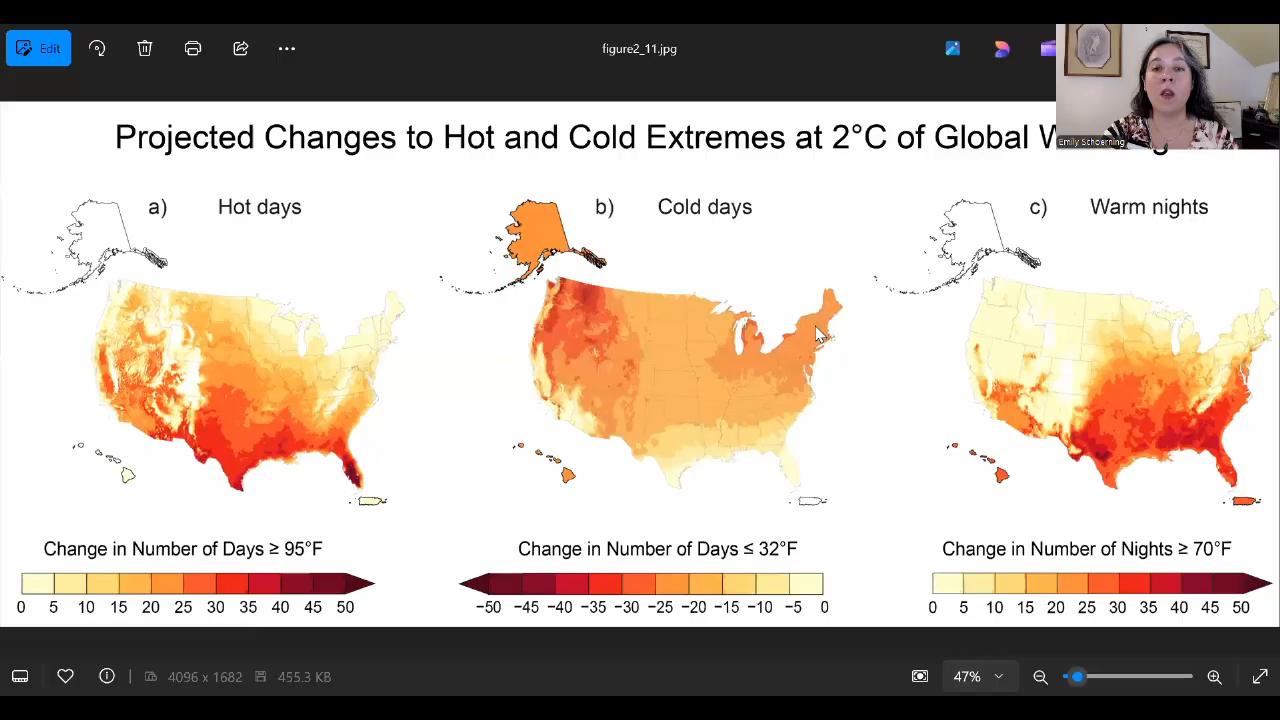 Edit
figure2_11.jpg
Emily Schoerning
Projected Changes to Hot and Cold Extremes at 2°C of Global
a) Hot days
b) Cold days
c) Warm nights
Change in Number of Days ≥ 95°F
0 5 10 15 20 25 30 35 40 45 50
Change in Number of Days ≤ 32°F
−50 −45 −40 −35 −30 −25 −20 −15 −10 −5 0
Change in Number of Nights ≥ 70°F
0 5 10 15 20 25 30 35 40 45 50
4096 x 1682
455.3 KB
47%